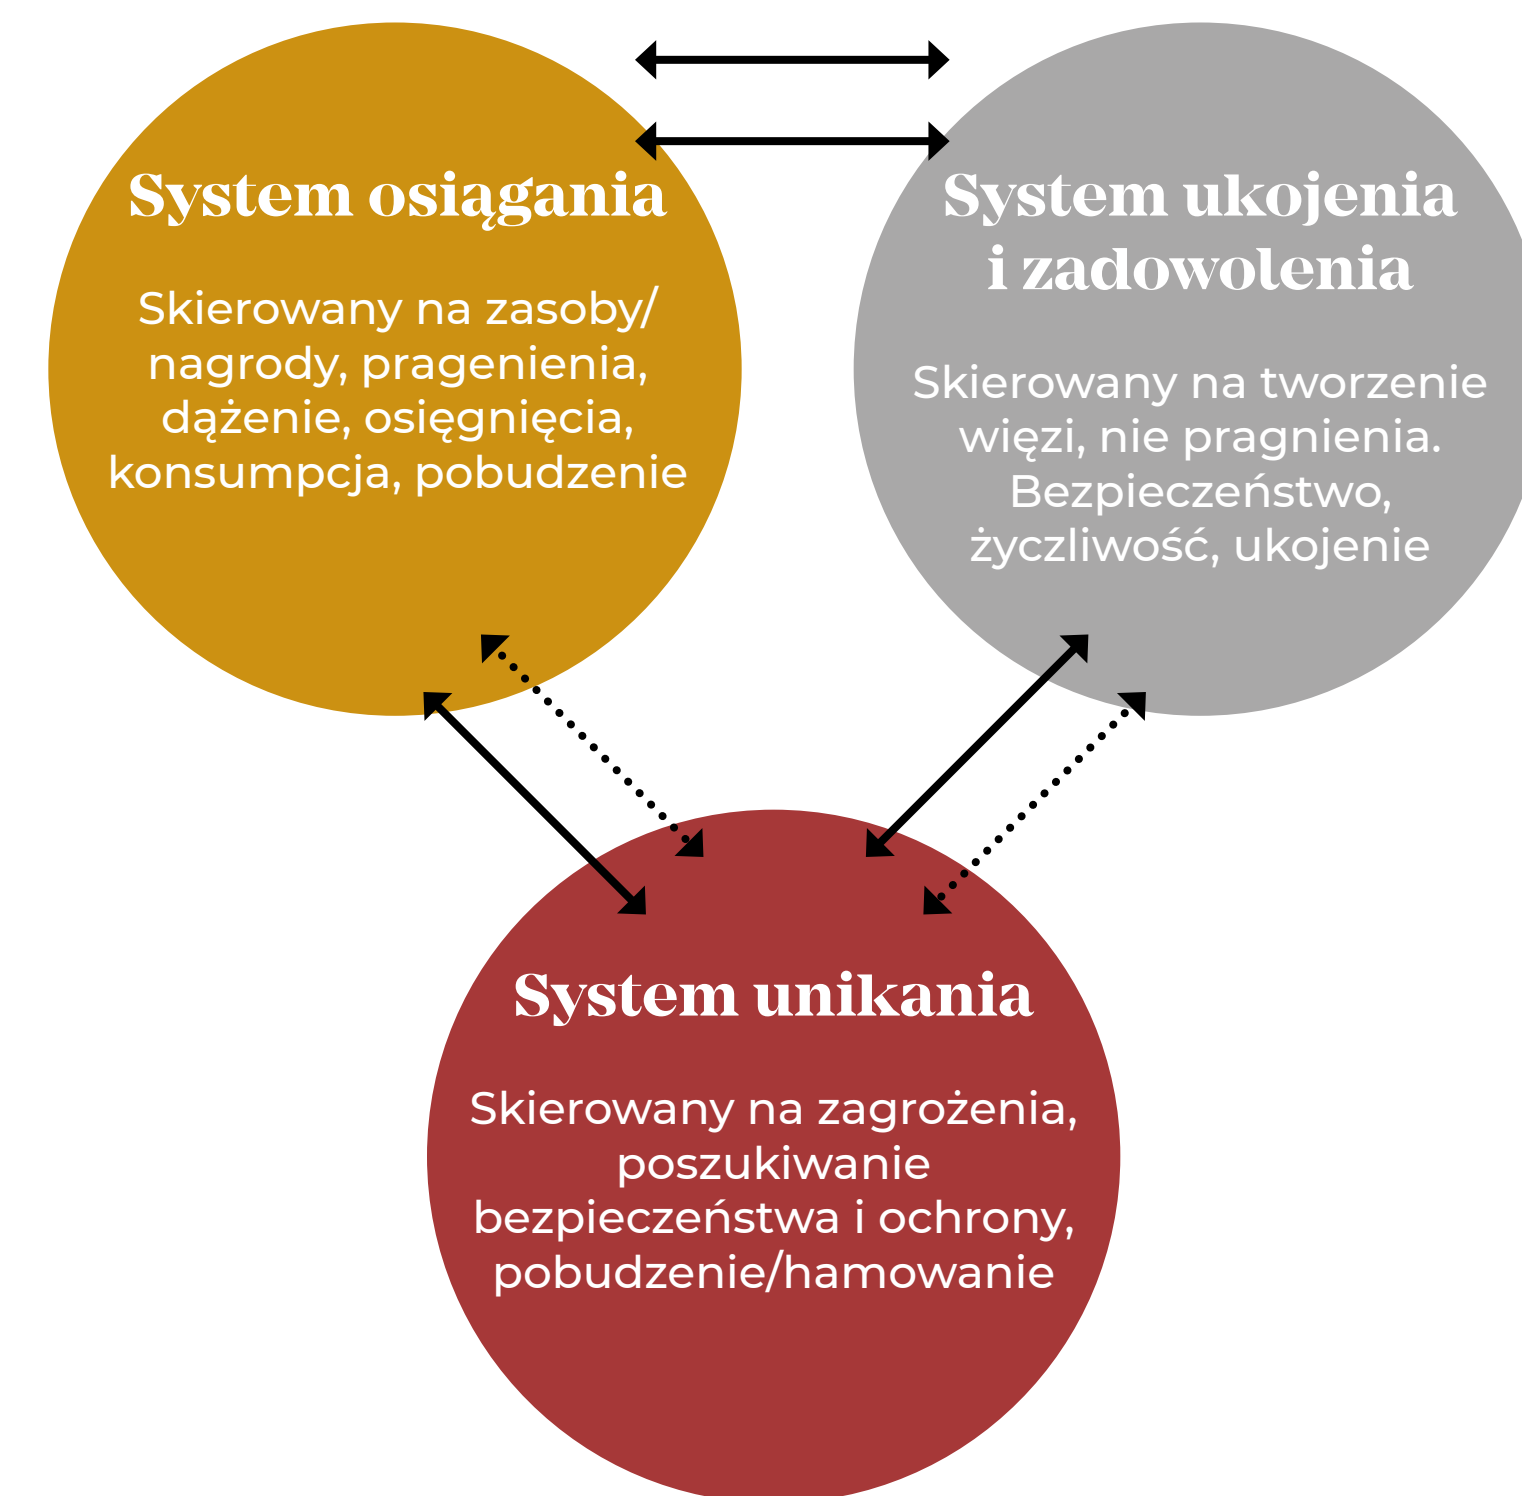 System osiągania
Skierowany na zasoby/
nagrody, pragenienia,
dążenie, osięgnięcia,
konsumpcja, pobudzenie
System ukojenia
i zadowolenia
Skierowany na tworzenie
więzi, nie pragnienia.
Bezpieczeństwo,
życzliwość, ukojenie
System unikania
Skierowany na zagrożenia,
poszukiwanie
bezpieczeństwa i ochrony,
pobudzenie/hamowanie